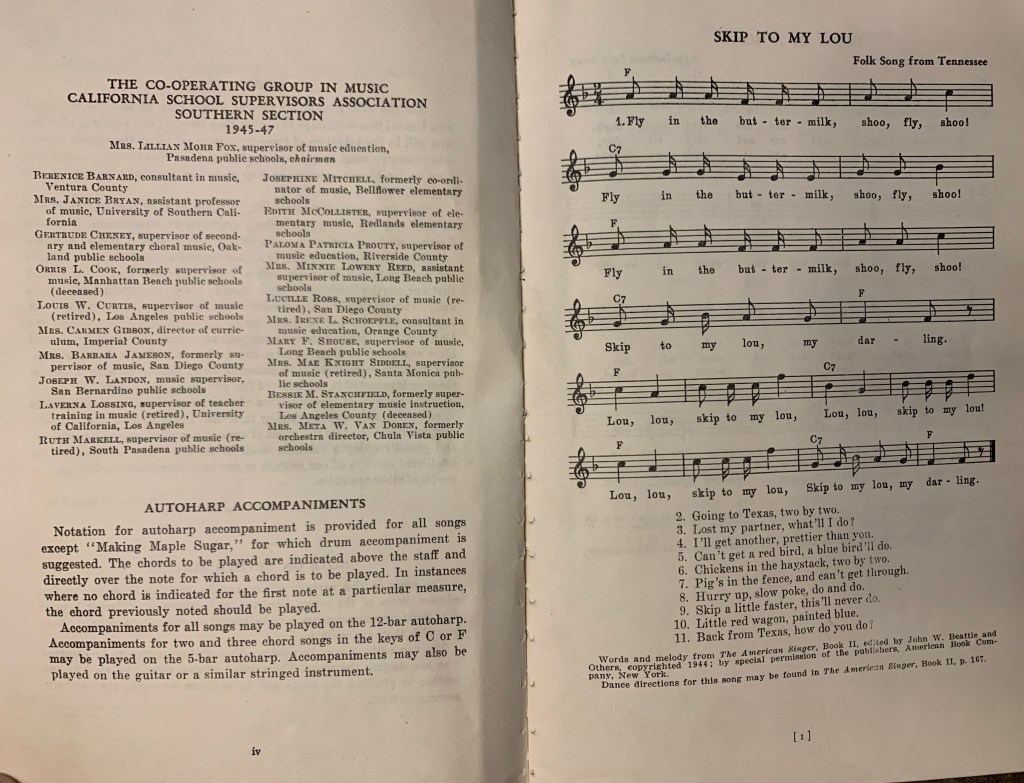 THE CO-OPERATING GROUP IN MUSIC
CALIFORNIA SCHOOL SUPERVISORS ASSOCIATION
SOUTHERN SECTION
1945-47
MRS. LILLIAN MOHR FOX, supervisor of music education,
Pasadena public schools, chairman
BERENICE BARNARD, consultant in music,
Ventura County
MRS. JANICE BRYAN, assistant professor
of music, University of Southern Cali-
fornia
GERTRUDE CHENEY, supervisor of second-
ary and elementary choral music, Oak-
land public schools
ORRIS L. COOK, formerly supervisor of
music, Manhattan Beach public schools
(deceased)
LOUIS W. CURTIS, supervisor of music
(retired), Los Angeles public schools
MRS. CARMEN GIBSON, director of curric-
ulum, Imperial County
MRS. BARBARA JAMESON, formerly su-
pervisor of music, San Diego County
JOSEPH W. LANDON, music supervisor,
San Bernardino public schools
LAVERNA LOSSING, supervisor of teacher
training in music (retired), University
of California, Los Angeles
RUTH MARKELL, supervisor of music (re-
tired), South Pasadena public schools
JOSEPHINE MITCHELL, formerly co-ordi-
nator of music, Bellflower elementary
schools
EDITH MCCOLLISTER, supervisor of ele-
mentary music, Redlands elementary
schools
PALOMA PATRICIA PROUTY, supervisor of
music education, Riverside County
MRS. MINNIE LOWERY REED, assistant
supervisor of music, Long Beach public
schools
LUCILLE ROSS, supervisor of music (re-
tired), San Diego County
MRS. IRENE L. SCHOEPFLE, consultant in
music education, Orange County
MARY F. SHOUSE, supervisor of music,
Long Beach public schools
MRS. MAE KNIGHT SIDDELL, supervisor
of music (retired), Santa Monica pub-
lic schools
BESSIE M. STANCHFIELD, formerly super-
visor of elementary music instruction,
Los Angeles County (deceased)
MRS. META W. VAN DOREN, formerly
orchestra director, Chula Vista public
schools
AUTOHARP ACCOMPANIMENTS
Notation for autoharp accompaniment is provided for all songs
except "Making Maple Sugar," for which drum accompaniment is
suggested. The chords to be played are indicated above the staff and
directly over the note for which a chord is to be played. In instances
where no chord is indicated for the first note at a particular measure,
the chord previously noted should be played.
Accompaniments for all songs may be played on the 12-bar autoharp.
Accompaniments for two and three chord songs in the keys of C or F
may be played on the 5-bar autoharp. Accompaniments may also be
played on the guitar or a similar stringed instrument.
iv
SKIP TO MY LOU
Folk Song from Tennessee
F
2
4
1. Fly in the but - ter - milk, shoo, fly, shoo!
C7
Fly in the but - ter - milk, shoo, fly, shoo!
F
Fly in the but - ter - milk, shoo, fly, shoo!
C7 F
Skip to my lou, my dar - ling.
F C7
Lou, lou, skip to my lou, Lou, lou, skip to my lou!
F C7 F
Lou, lou, skip to my lou, Skip to my lou, my dar - ling.
2. Going to Texas, two by two.
3. Lost my partner, what'll I do?
4. I'll get another, prettier than you.
5. Can't get a red bird, a blue bird'll do.
6. Chickens in the haystack, two by two.
7. Pig's in the fence, and can't get through.
8. Hurry up, slow poke, do and do.
9. Skip a little faster, this'll never do.
10. Little red wagon, painted blue.
11. Back from Texas, how do you do?
Words and melody from The American Singer, Book II, edited by John W. Beattie and
Others, copyrighted 1944; by special permission of the publishers, American Book Com-
pany, New York.
Dance directions for this song may be found in The American Singer, Book II, p. 167.
[1]